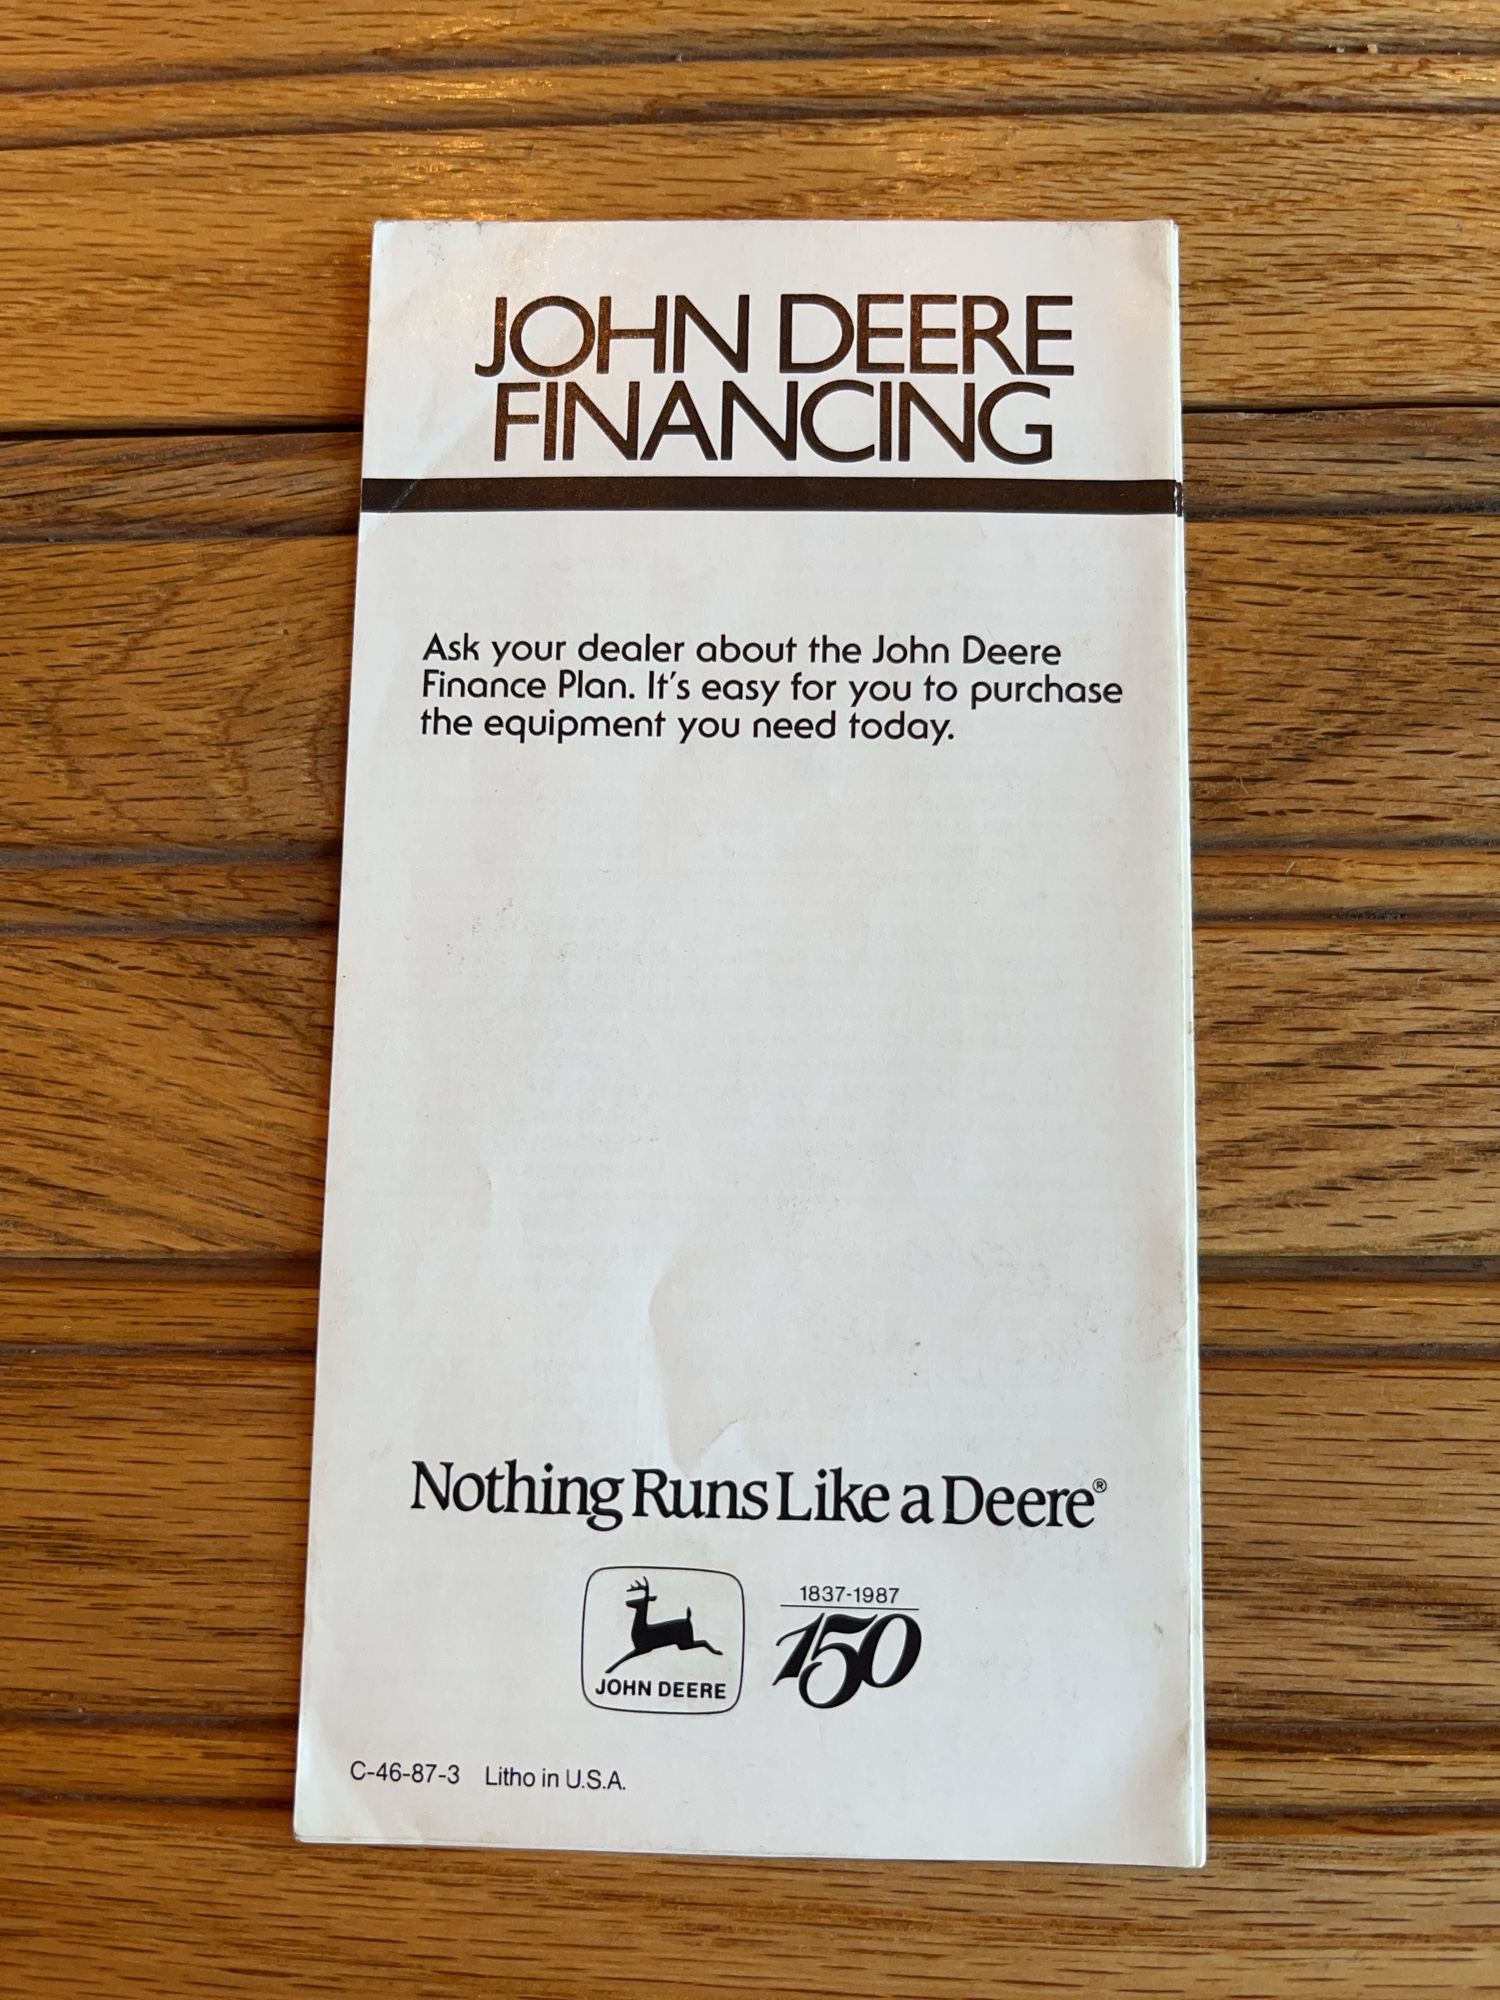 JOHN DEERE
FINANCING
Ask your dealer about the John Deere
Finance Plan. It's easy for you to purchase
the equipment you need today.
Nothing Runs Like a Deere®
JOHN DEERE
1837-1987
150
C-46-87-3 Litho in U.S.A.